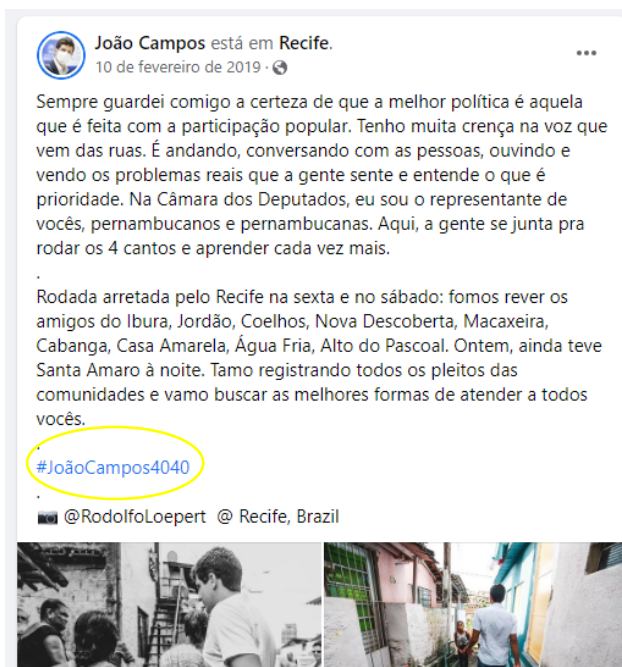 João Campos está em Recife.
10 de fevereiro de 2019 ·
Sempre guardei comigo a certeza de que a melhor política é aquela
que é feita com a participação popular. Tenho muita crença na voz que
vem das ruas. É andando, conversando com as pessoas, ouvindo e
vendo os problemas reais que a gente sente e entende o que é
prioridade. Na Câmara dos Deputados, eu sou o representante de
vocês, pernambucanos e pernambucanas. Aqui, a gente se junta pra
rodar os 4 cantos e aprender cada vez mais.
.
Rodada arretada pelo Recife na sexta e no sábado: fomos rever os
amigos do Ibura, Jordão, Coelhos, Nova Descoberta, Macaxeira,
Cabanga, Casa Amarela, Água Fria, Alto do Pascoal. Ontem, ainda teve
Santa Amaro à noite. Tamo registrando todos os pleitos das
comunidades e vamo buscar as melhores formas de atender a todos
vocês.
.
#JoãoCampos4040
.
@RodolfoLoepert @ Recife, Brazil